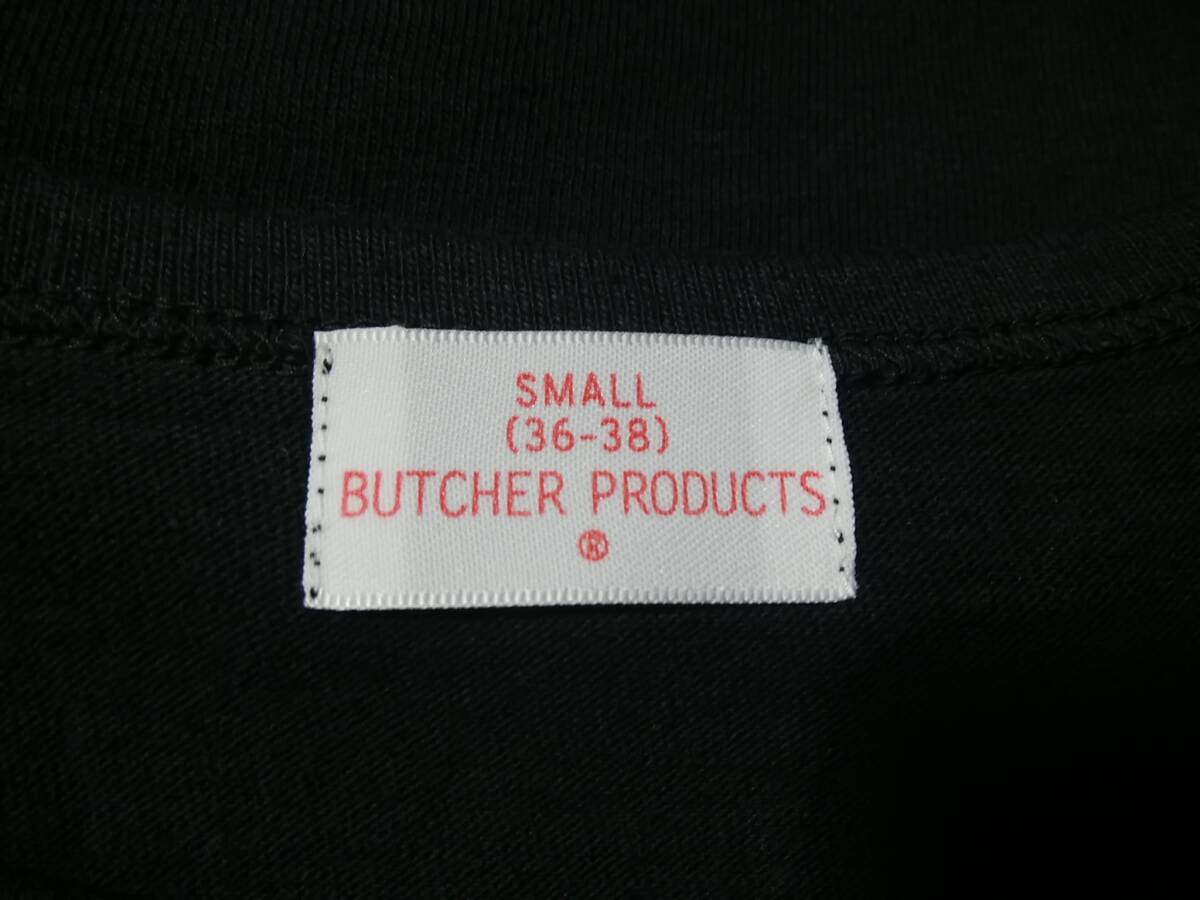 SMALL
(36-38)
BUTCHER PRODUCTS
®